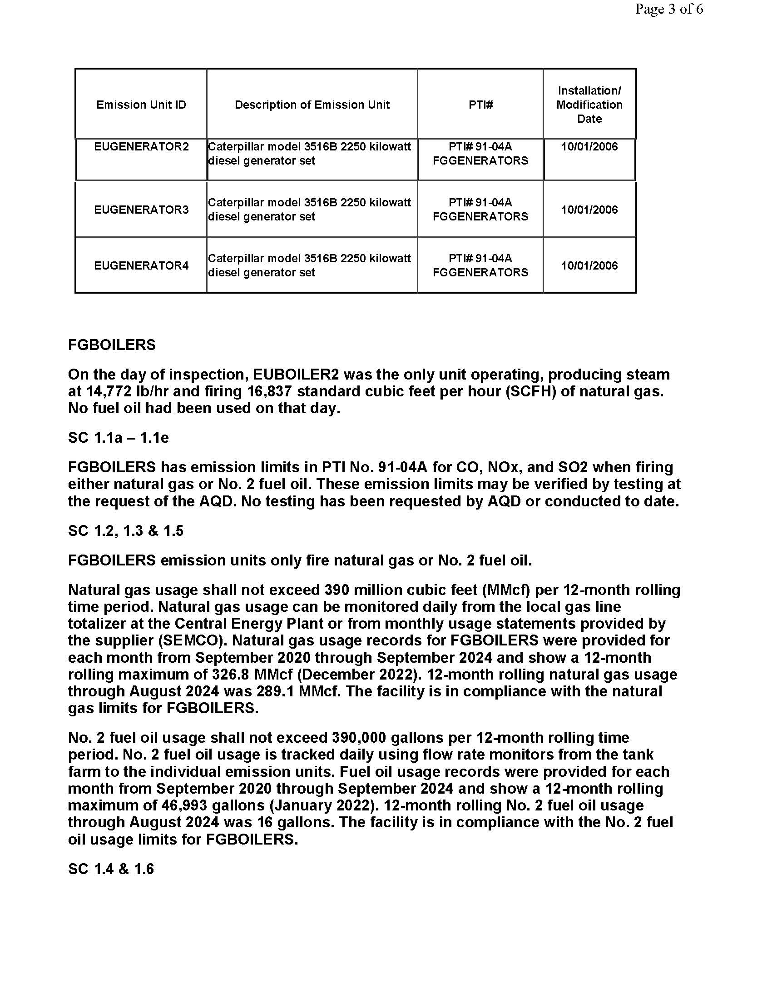 Page 3 of 6
Emission Unit ID
Description of Emission Unit
PTI#
Installation/
Modification
Date
EUGENERATOR2
Caterpillar model 3516B 2250 kilowatt
diesel generator set
PTI# 91-04A
FGGENERATORS
10/01/2006
EUGENERATOR3
Caterpillar model 3516B 2250 kilowatt
diesel generator set
PTI# 91-04A
FGGENERATORS
10/01/2006
EUGENERATOR4
Caterpillar model 3516B 2250 kilowatt
diesel generator set
PTI# 91-04A
FGGENERATORS
10/01/2006
FGBOILERS
On the day of inspection, EUBOILER2 was the only unit operating, producing steam
at 14,772 lb/hr and firing 16,837 standard cubic feet per hour (SCFH) of natural gas.
No fuel oil had been used on that day.
SC 1.1a – 1.1e
FGBOILERS has emission limits in PTI No. 91-04A for CO, NOx, and SO2 when firing
either natural gas or No. 2 fuel oil. These emission limits may be verified by testing at
the request of the AQD. No testing has been requested by AQD or conducted to date.
SC 1.2, 1.3 & 1.5
FGBOILERS emission units only fire natural gas or No. 2 fuel oil.
Natural gas usage shall not exceed 390 million cubic feet (MMcf) per 12-month rolling
time period. Natural gas usage can be monitored daily from the local gas line
totalizer at the Central Energy Plant or from monthly usage statements provided by
the supplier (SEMCO). Natural gas usage records for FGBOILERS were provided for
each month from September 2020 through September 2024 and show a 12-month
rolling maximum of 326.8 MMcf (December 2022). 12-month rolling natural gas usage
through August 2024 was 289.1 MMcf. The facility is in compliance with the natural
gas limits for FGBOILERS.
No. 2 fuel oil usage shall not exceed 390,000 gallons per 12-month rolling time
period. No. 2 fuel oil usage is tracked daily using flow rate monitors from the tank
farm to the individual emission units. Fuel oil usage records were provided for each
month from September 2020 through September 2024 and show a 12-month rolling
maximum of 46,993 gallons (January 2022). 12-month rolling No. 2 fuel oil usage
through August 2024 was 16 gallons. The facility is in compliance with the No. 2 fuel
oil usage limits for FGBOILERS.
SC 1.4 & 1.6